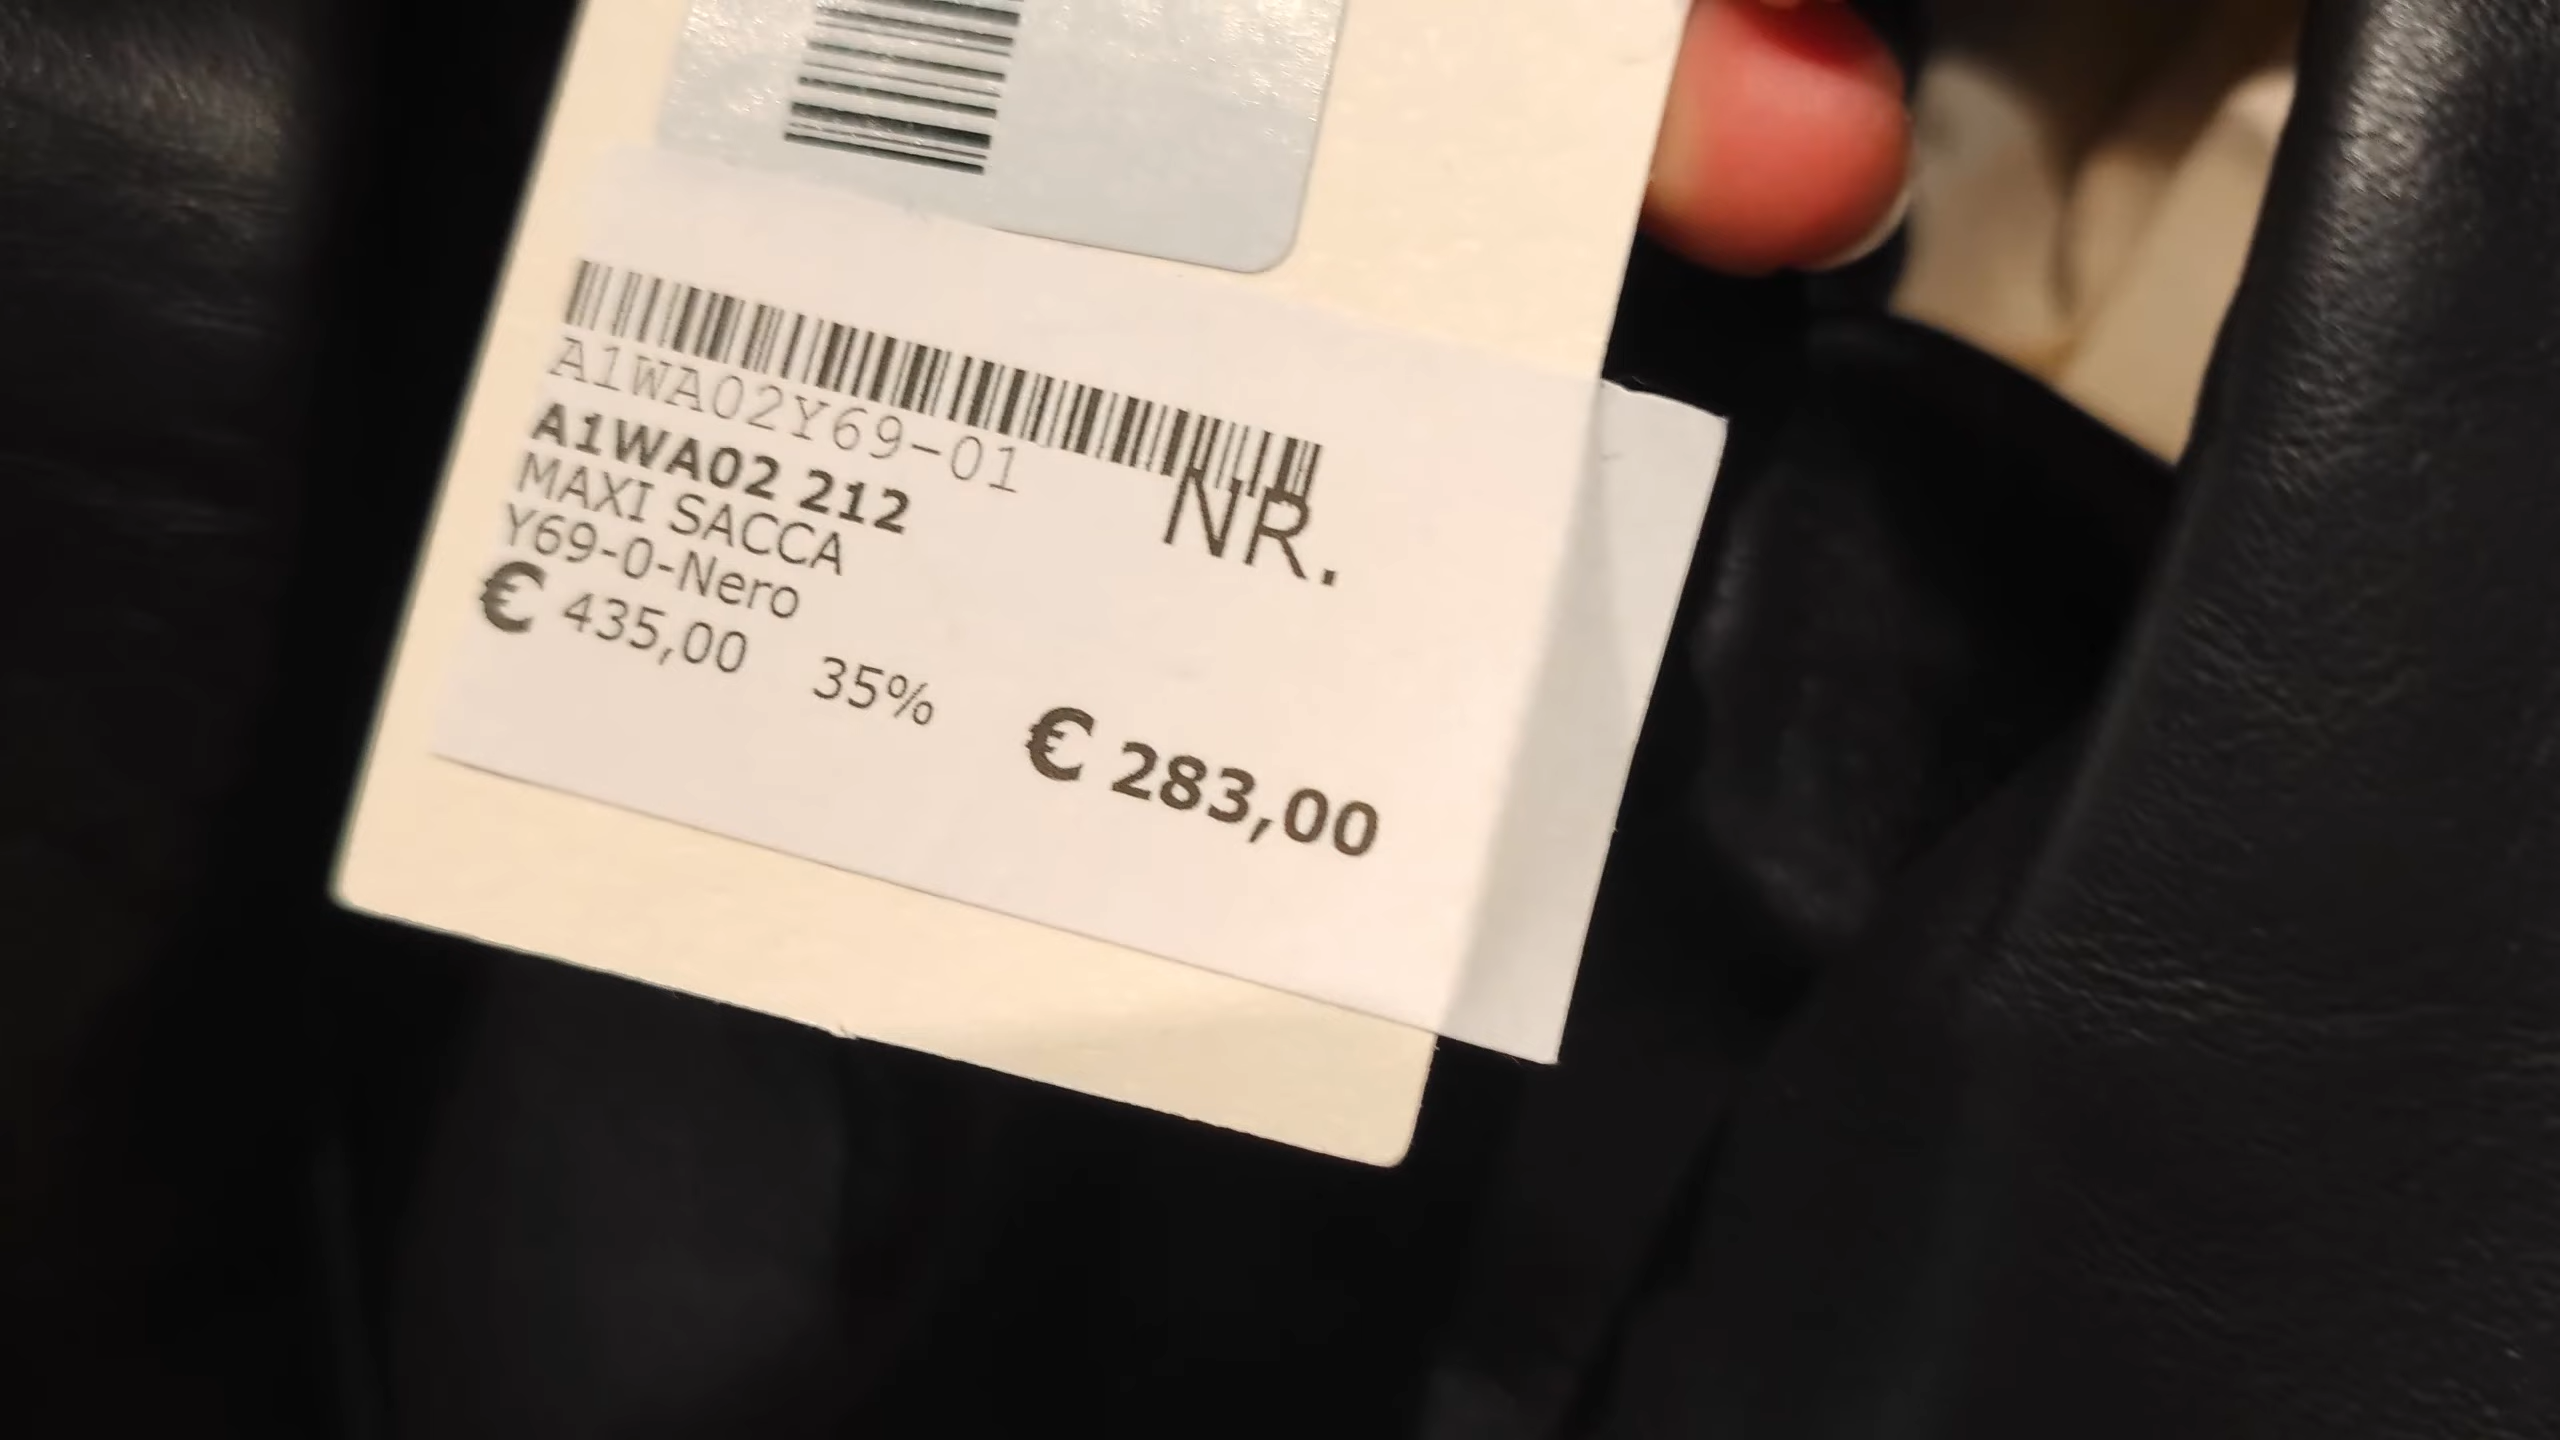 A1WA02Y69-01
A1WA02 212
NR.
MAXI SACCA
Y69-0-Nero
€ 435,00 35% € 283,00